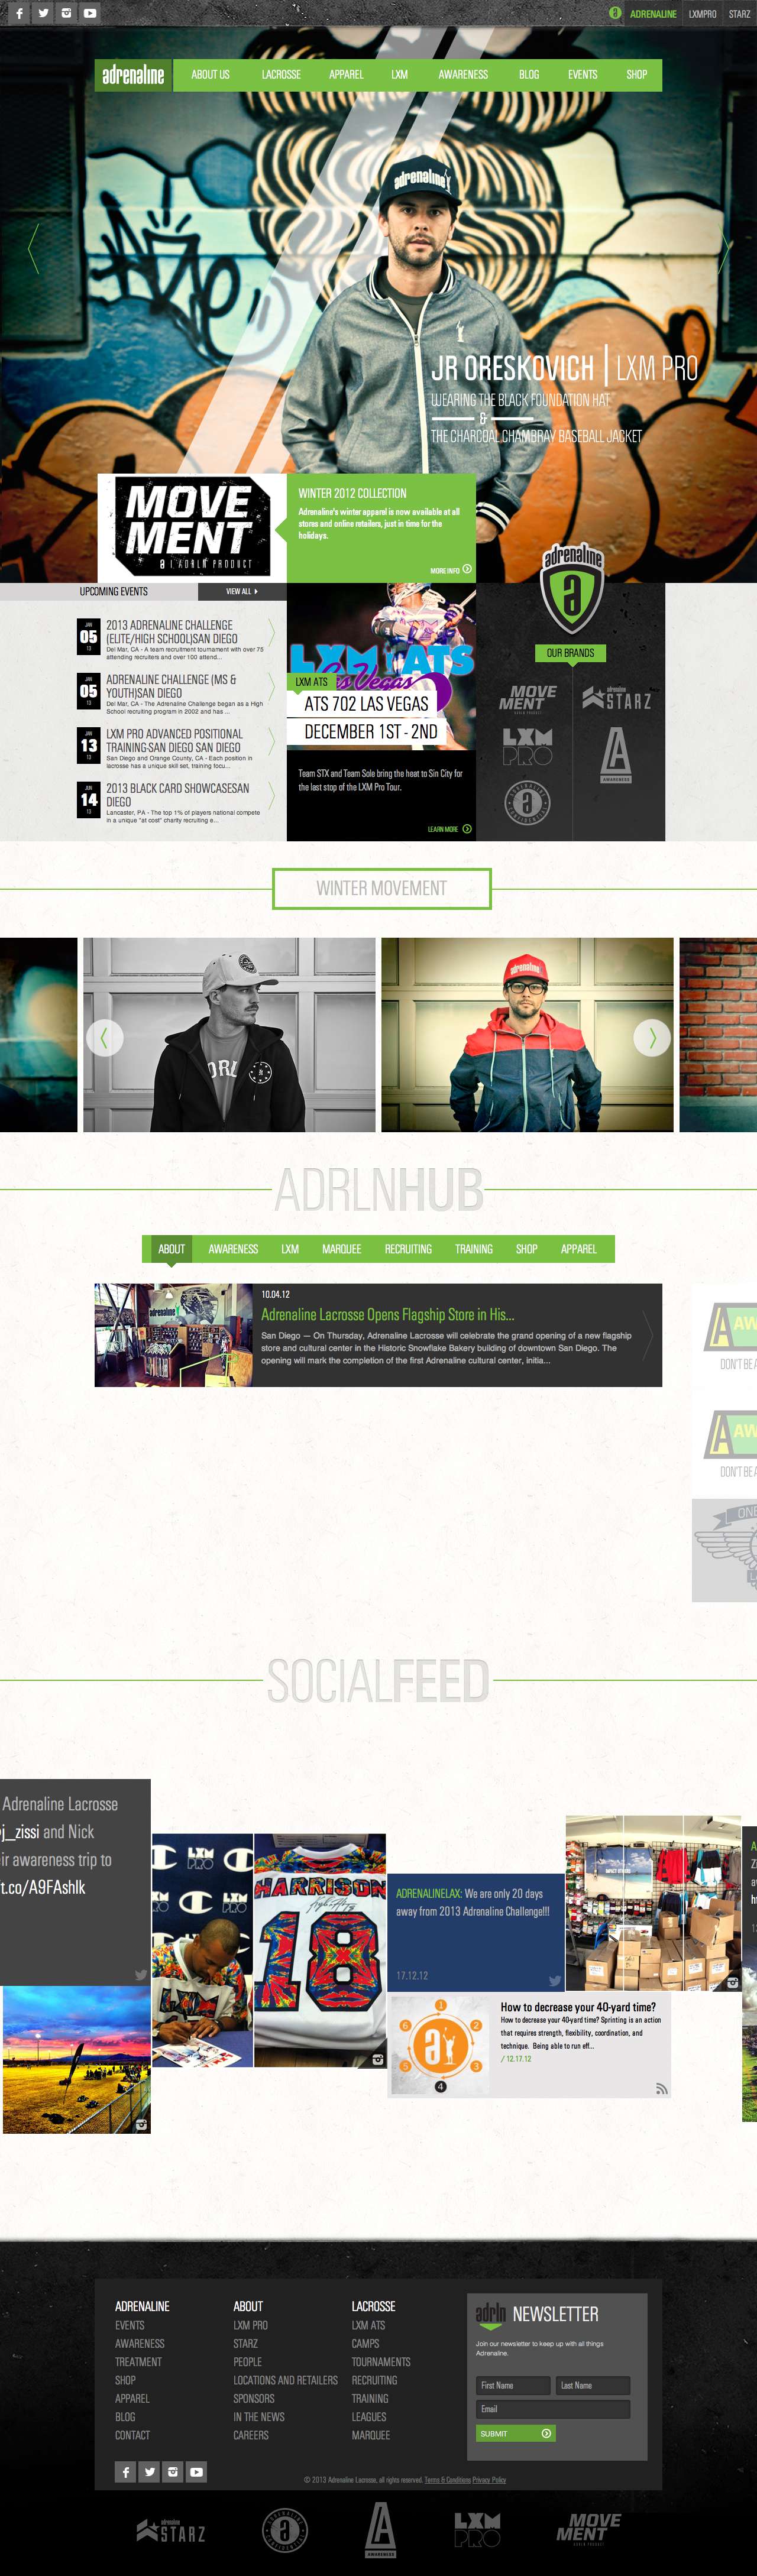 ADRENALINE
LXMPRO
STARZ
adrenaline
ABOUT US
LACROSSE
APPAREL
LXM
AWARENESS
BLOG
EVENTS
SHOP
adrenaline
JR ORESKOVICH | LXM PRO
WEARING THE BLACK FOUNDATION HAT
&
THE CHARCOAL CHAMBRAY BASEBALL JACKET
MOVE
MENT
WINTER 2012 COLLECTION
Adrenaline's winter apparel is now available at all
stores and online retailers, just in time for the
holidays.
MORE INFO
UPCOMING EVENTS
VIEW ALL
JAN
05
13
2013 ADRENALINE CHALLENGE
(ELITE/HIGH SCHOOL)SAN DIEGO
Del Mar, CA - A team recruitment tournament with over 75
attending recruiters and over 100 attend...
JAN
05
13
ADRENALINE CHALLENGE (MS &
YOUTH)SAN DIEGO
Del Mar, CA - The Adrenaline Challenge began as a High
School recruiting program in 2002 and has ...
JAN
13
13
LXM PRO ADVANCED POSITIONAL
TRAINING-SAN DIEGO SAN DIEGO
San Diego and Orange County, CA - Each position in
lacrosse has a unique skill set, training focu...
JAN
14
13
2013 BLACK CARD SHOWCASESAN
DIEGO
Lancaster, PA - The top 1% of players national compete
in a unique "at cost" charity recruiting e...
LXM ATS
Las Vegas
LXM ATS
ATS 702 LAS VEGAS
DECEMBER 1ST - 2ND
Team STX and Team Sole bring the heat to Sin City for
the last stop of the LXM Pro Tour.
LEARN MORE
adrenaline
a
OUR BRANDS
MOVE
MENT
adrenaline
STARZ
LXM
PRO
A
AWARENESS
a
WINTER MOVEMENT
DRL
adrenaline
ADRLNHUB
ABOUT
AWARENESS
LXM
MARQUEE
RECRUITING
TRAINING
SHOP
APPAREL
adrenaline
10.04.12
Adrenaline Lacrosse Opens Flagship Store in His...
San Diego — On Thursday, Adrenaline Lacrosse will celebrate the grand opening of a new flagship
store and cultural center in the Historic Snowflake Bakery building of downtown San Diego. The
opening will mark the completion of the first Adrenaline cultural center, initia...
AW
DON'T BE A
AW
DON'T BE A
ONE
SOCIALFEED
Adrenaline Lacrosse
j_zissi and Nick
ir awareness trip to
t.co/A9FAshlk
LXM
PRO
LXM
PRO
HARRISON
18
ADRENALINELAX: We are only 20 days
away from 2013 Adrenaline Challenge!!!
17.12.12
1
2
3
4
5
6
How to decrease your 40-yard time?
How to decrease your 40-yard time? Sprinting is an action
that requires strength, flexibility, coordination, and
technique. Being able to run eff...
/ 12.17.12
ADRENALINE
EVENTS
AWARENESS
TREATMENT
SHOP
APPAREL
BLOG
CONTACT
ABOUT
LXM PRO
STARZ
PEOPLE
LOCATIONS AND RETAILERS
SPONSORS
IN THE NEWS
CAREERS
LACROSSE
LXM ATS
CAMPS
TOURNAMENTS
RECRUITING
TRAINING
LEAGUES
MARQUEE
adrln NEWSLETTER
Join our newsletter to keep up with all things
Adrenaline.
First Name
Last Name
Email
SUBMIT
© 2013 Adrenaline Lacrosse, all rights reserved. Terms & Conditions Privacy Policy
adrenaline
STARZ
a
A
AWARENESS
LXM
PRO
MOVE
MENT